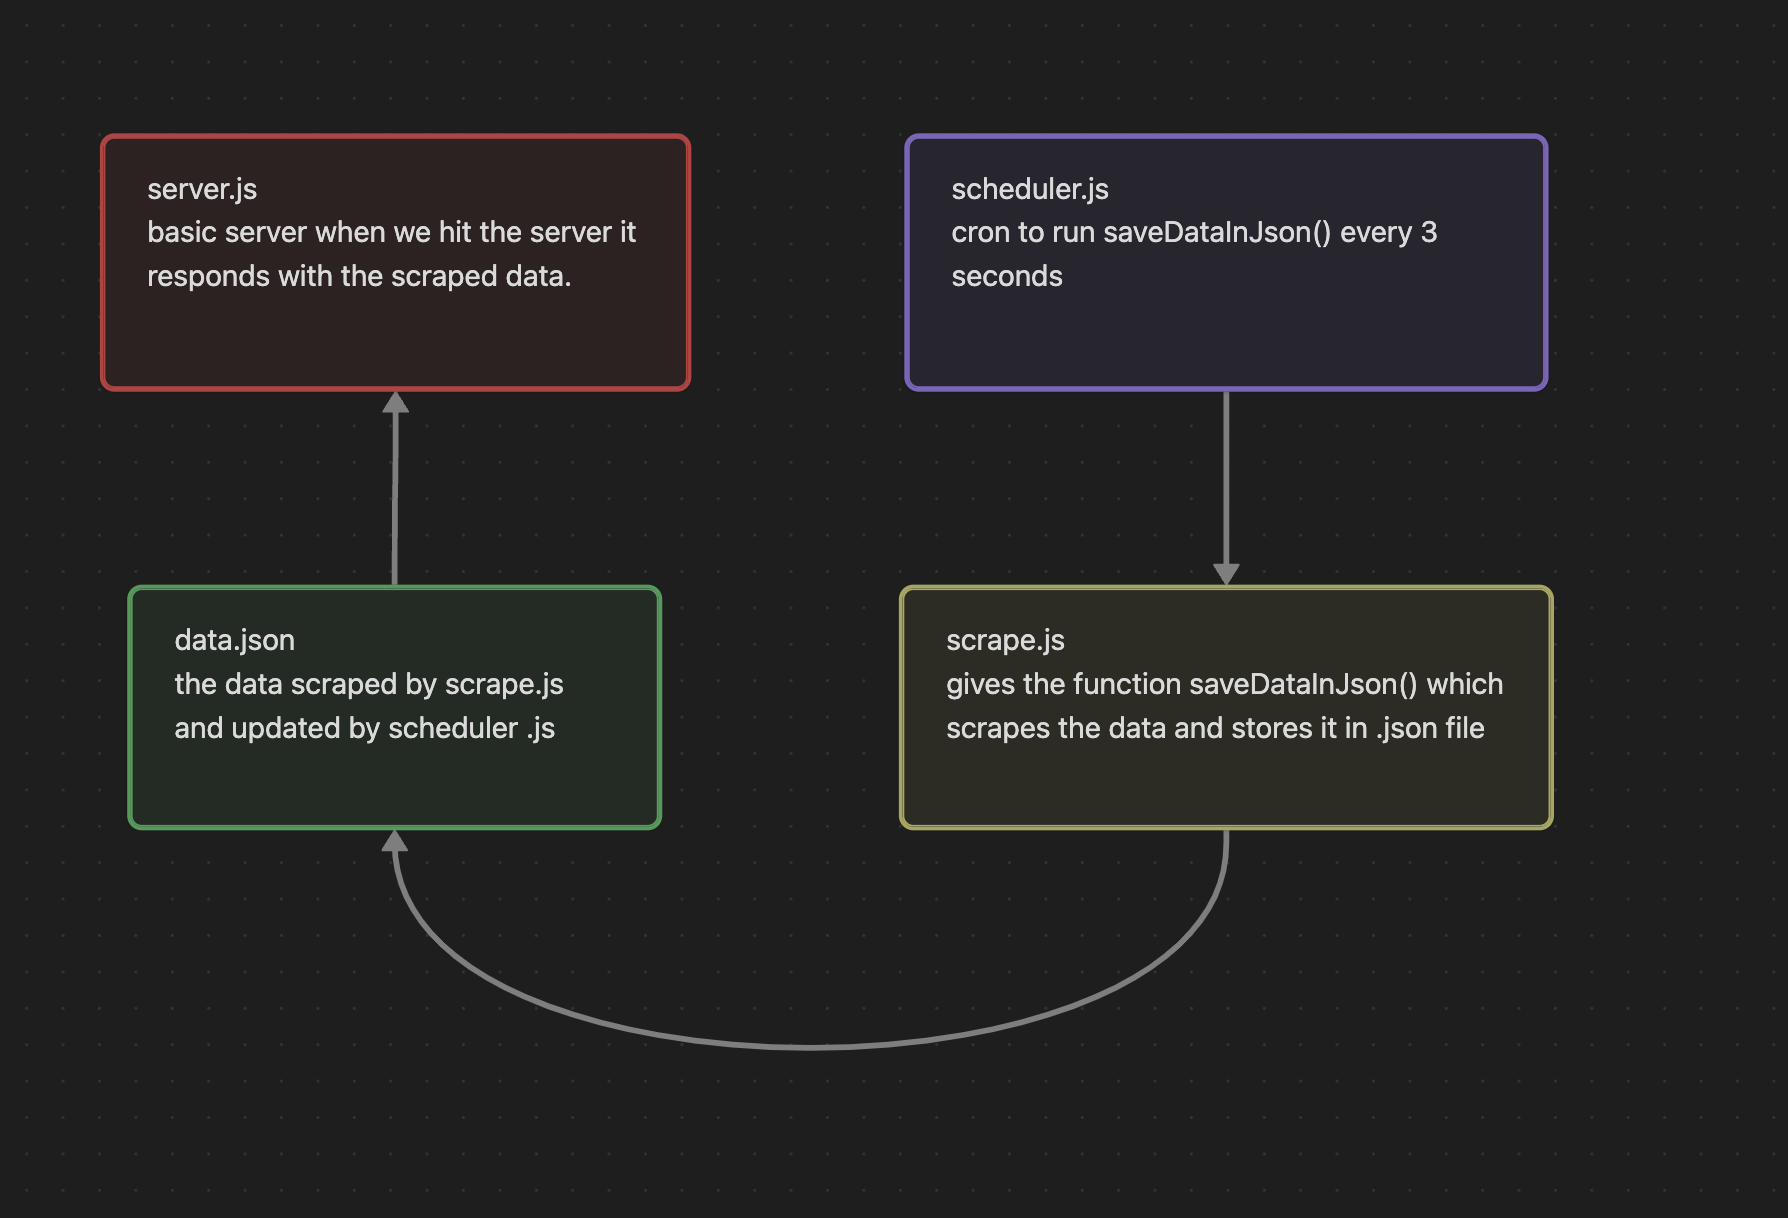 server.js
basic server when we hit the server it
responds with the scraped data.
scheduler.js
cron to run saveDataInJson() every 3
seconds
data.json
the data scraped by scrape.js
and updated by scheduler .js
scrape.js
gives the function saveDataInJson() which
scrapes the data and stores it in .json file